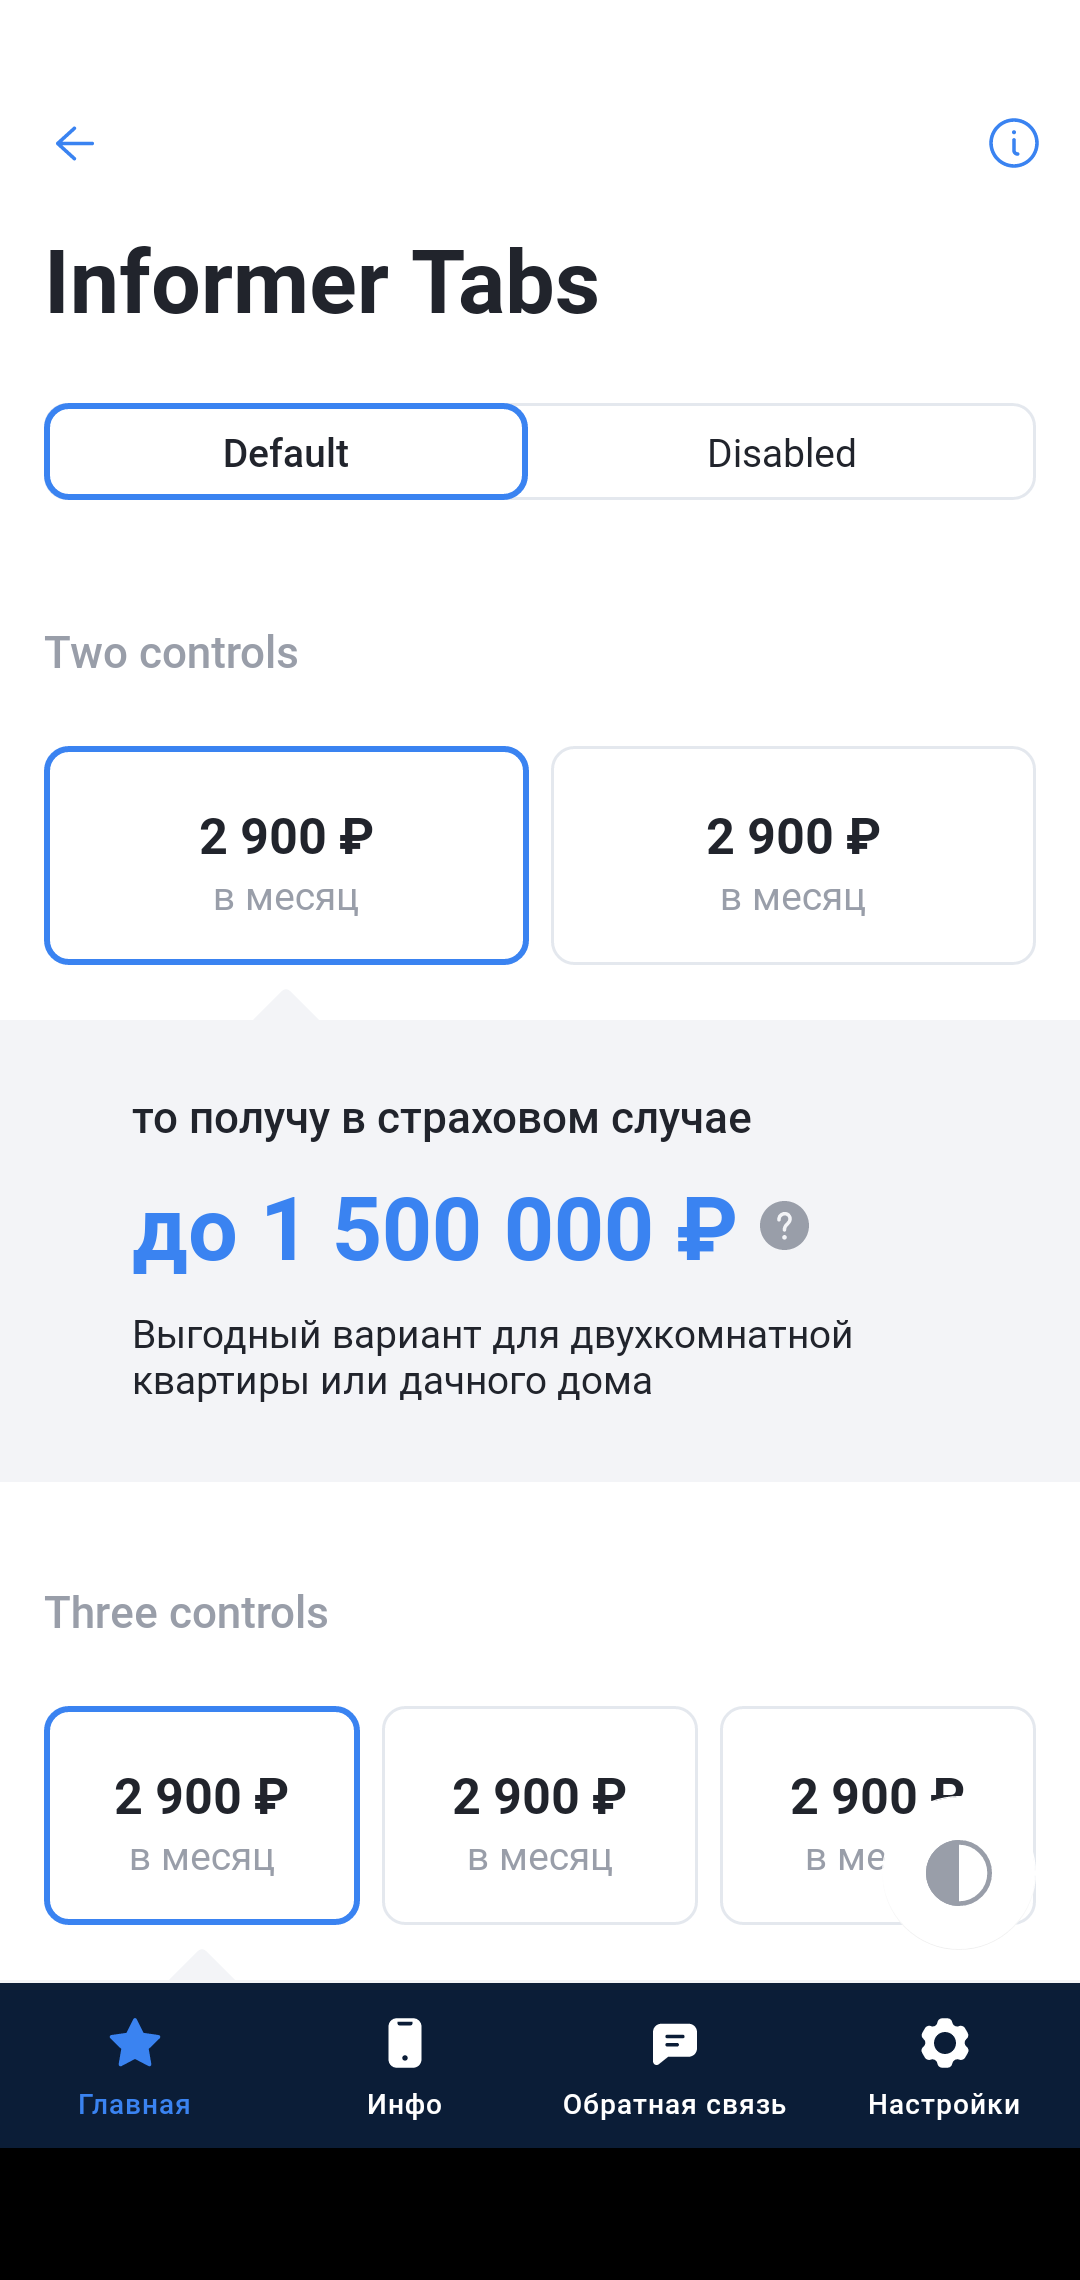 Informer Tabs
Default
Disabled
Two controls
2 900 ₽
в месяц
2 900 ₽
в месяц
то получу в страховом случае
до 1 500 000 ₽
Выгодный вариант для двухкомнатной
квартиры или дачного дома
Three controls
2 900 ₽
в месяц
2 900 ₽
в месяц
2 900 ₽
в ме
Главная
Инфо
Обратная связь
Настройки